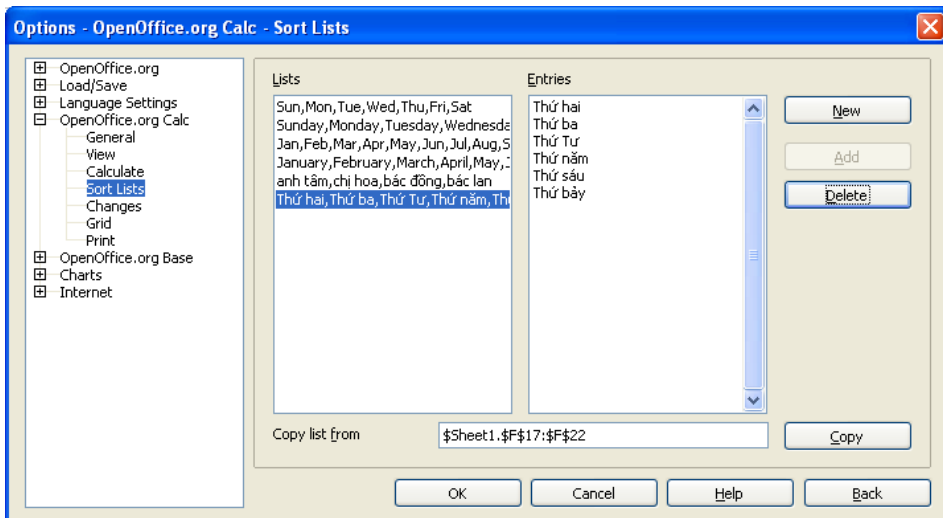 Options - OpenOffice.org Calc - Sort Lists
OpenOffice.org
Load/Save
Language Settings
OpenOffice.org Calc
General
View
Calculate
Sort Lists
Changes
Grid
Print
OpenOffice.org Base
Charts
Internet
Lists
Sun,Mon,Tue,Wed,Thu,Fri,Sat
Sunday,Monday,Tuesday,Wednesda
Jan,Feb,Mar,Apr,May,Jun,Jul,Aug,S
January,February,March,April,May,J
anh tâm,chị hoa,bác đồng,bác lan
Thứ hai,Thứ ba,Thứ Tư,Thứ năm,Thứ
Entries
Thứ hai
Thứ ba
Thứ Tư
Thứ năm
Thứ sáu
Thứ bảy
New
Add
Delete
Copy list from
$Sheet1.$F$17:$F$22
Copy
OK
Cancel
Help
Back